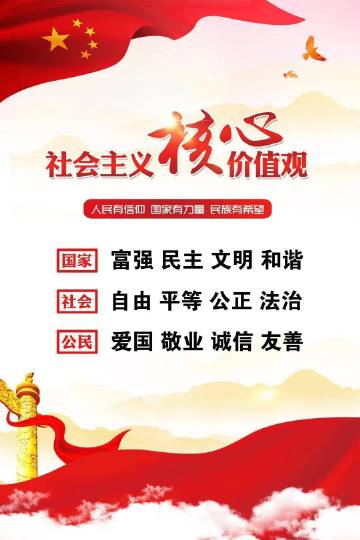 社会主义核心价值观
人民有信仰 国家有力量 民族有希望
国家 富强 民主 文明 和谐
社会 自由 平等 公正 法治
公民 爱国 敬业 诚信 友善